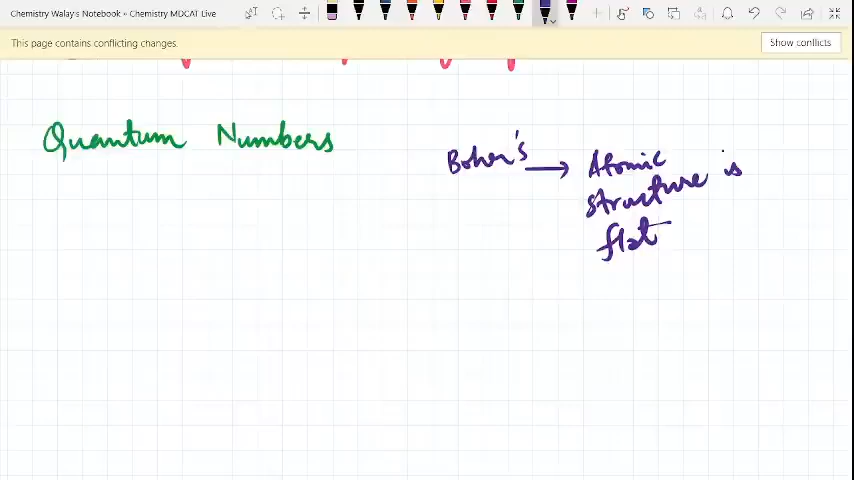 Chemistry Walay's Notebook » Chemistry MDCAT Live
This page contains conflicting changes.
Show conflicts
Quantum Numbers
Boher's → Atomic
structure is
flat